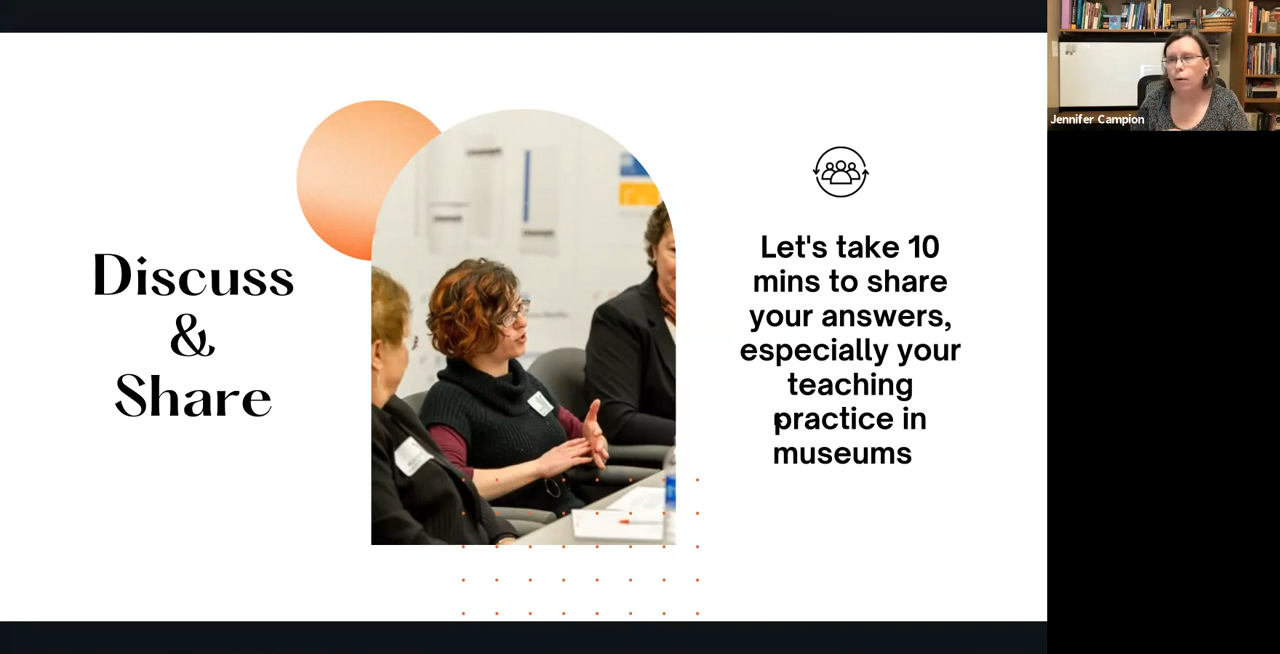 Discuss
&
Share
Let's take 10
mins to share
your answers,
especially your
teaching
practice in
museums
Jennifer Campion